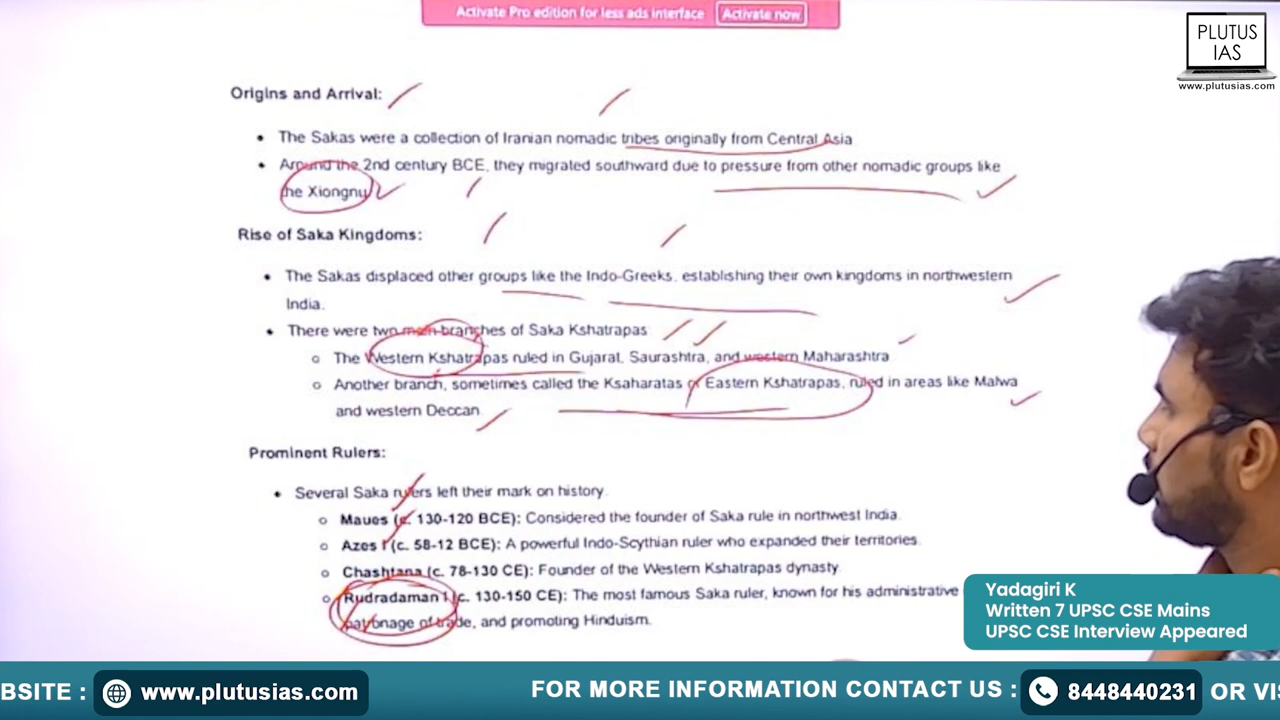 Activate Pro edition for less ads interface Activate now
PLUTUS
IAS
www.plutusias.com
Origins and Arrival:
• The Sakas were a collection of Iranian nomadic tribes originally from Central Asia
• Around the 2nd century BCE, they migrated southward due to pressure from other nomadic groups like
the Xiongnu
Rise of Saka Kingdoms:
• The Sakas displaced other groups like the Indo-Greeks, establishing their own kingdoms in northwestern
India.
• There were two main branches of Saka Kshatrapas
o The Western Kshatrapas ruled in Gujarat, Saurashtra, and western Maharashtra
o Another branch, sometimes called the Ksaharatas or Eastern Kshatrapas, ruled in areas like Malwa
and western Deccan
Prominent Rulers:
• Several Saka rulers left their mark on history.
o Maues (c. 130-120 BCE): Considered the founder of Saka rule in northwest India.
o Azes I (c. 58-12 BCE): A powerful Indo-Scythian ruler who expanded their territories.
o Chashtana (c. 78-130 CE): Founder of the Western Kshatrapas dynasty
o Rudradaman I (c. 130-150 CE): The most famous Saka ruler, known for his administrative
patronage of trade, and promoting Hinduism.
Yadagiri K
Written 7 UPSC CSE Mains
UPSC CSE Interview Appeared
BSITE : www.plutusias.com FOR MORE INFORMATION CONTACT US : 8448440231 OR VIS